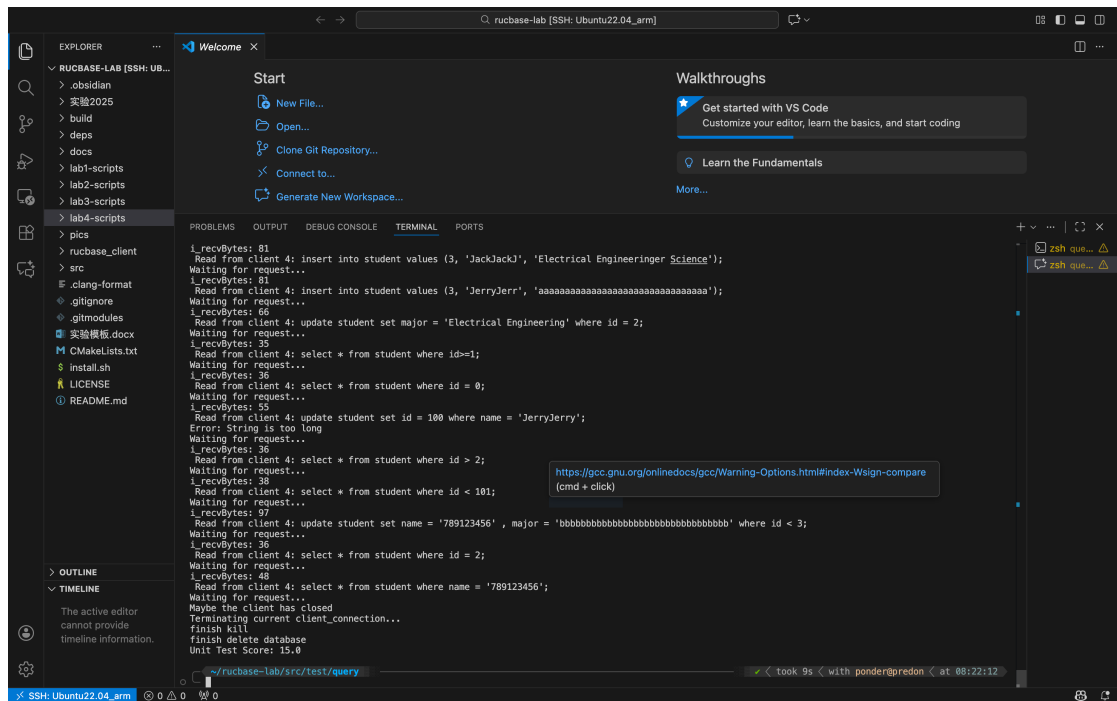 rucbase-lab [SSH: Ubuntu22.04_arm]
EXPLORER
RUCBASE-LAB [SSH: UB...
.obsidian
实验2025
build
deps
docs
lab1-scripts
lab2-scripts
lab3-scripts
lab4-scripts
pics
rucbase_client
src
.clang-format
.gitignore
.gitmodules
实验模板.docx
CMakeLists.txt
$ install.sh
LICENSE
README.md
OUTLINE
TIMELINE
The active editor
cannot provide
timeline information.
Welcome
Start
New File...
Open...
Clone Git Repository...
Connect to...
Generate New Workspace...
Walkthroughs
Get started with VS Code
Customize your editor, learn the basics, and start coding
Learn the Fundamentals
More...
PROBLEMS OUTPUT DEBUG CONSOLE TERMINAL PORTS
i_recvBytes: 81
Read from client 4: insert into student values (3, 'JackJackJ', 'Electrical Engineeringer Science');
Waiting for request...
i_recvBytes: 81
Read from client 4: insert into student values (3, 'JerryJerr', 'aaaaaaaaaaaaaaaaaaaaaaaaaaaaaaaa');
Waiting for request...
i_recvBytes: 66
Read from client 4: update student set major = 'Electrical Engineering' where id = 2;
Waiting for request...
i_recvBytes: 35
Read from client 4: select * from student where id>=1;
Waiting for request...
i_recvBytes: 36
Read from client 4: select * from student where id = 0;
Waiting for request...
i_recvBytes: 55
Read from client 4: update student set id = 100 where name = 'JerryJerry';
Error: String is too long
Waiting for request...
i_recvBytes: 36
Read from client 4: select * from student where id > 2;
Waiting for request...
i_recvBytes: 38
Read from client 4: select * from student where id < 101;
Waiting for request...
i_recvBytes: 97
Read from client 4: update student set name = '789123456' , major = 'bbbbbbbbbbbbbbbbbbbbbbbbbbbbbbbb' where id < 3;
Waiting for request...
i_recvBytes: 36
Read from client 4: select * from student where id = 2;
Waiting for request...
i_recvBytes: 48
Read from client 4: select * from student where name = '789123456';
Waiting for request...
Maybe the client has closed
Terminating current client_connection...
finish kill
finish delete database
Unit Test Score: 15.0
~/rucbase-lab/src/test/query
took 9s with ponder@predon at 08:22:12
https://gcc.gnu.org/onlinedocs/gcc/Warning-Options.html#index-Wsign-compare
(cmd + click)
zsh que...
zsh que...
SSH: Ubuntu22.04_arm 0 0 0